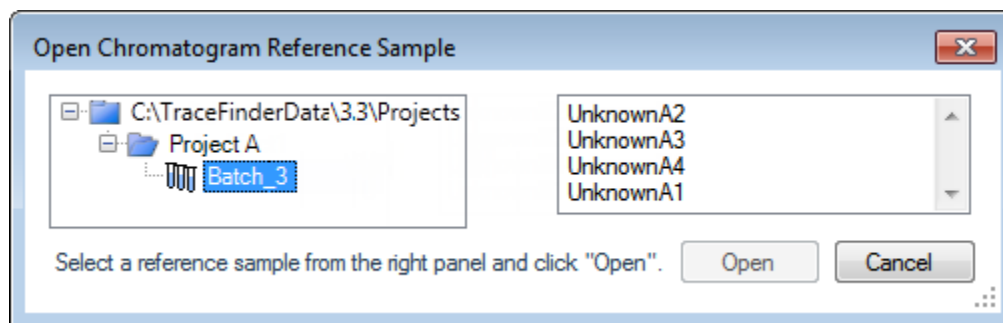 Open Chromatogram Reference Sample
C:\TraceFinderData\3.3\Projects
Project A
Batch_3
UnknownA2
UnknownA3
UnknownA4
UnknownA1
Select a reference sample from the right panel and click "Open".
Open
Cancel